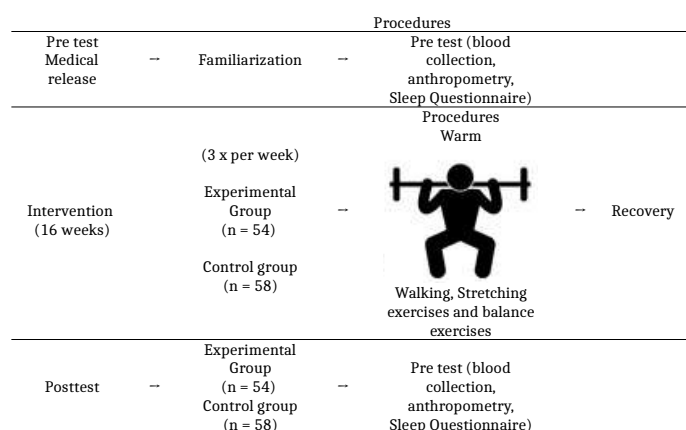 Procedures
Pre test
Medical
release
→
Familiarization
→
Pre test (blood
collection,
anthropometry,
Sleep Questionnaire)
Procedures
Warm
Intervention
(16 weeks)
(3 x per week)
Experimental
Group
(n = 54)
Control group
(n = 58)
→
Walking, Stretching
exercises and balance
exercises
→
Recovery
Posttest
→
Experimental
Group
(n = 54)
Control group
(n = 58)
→
Pre test (blood
collection,
anthropometry,
Sleep Questionnaire)